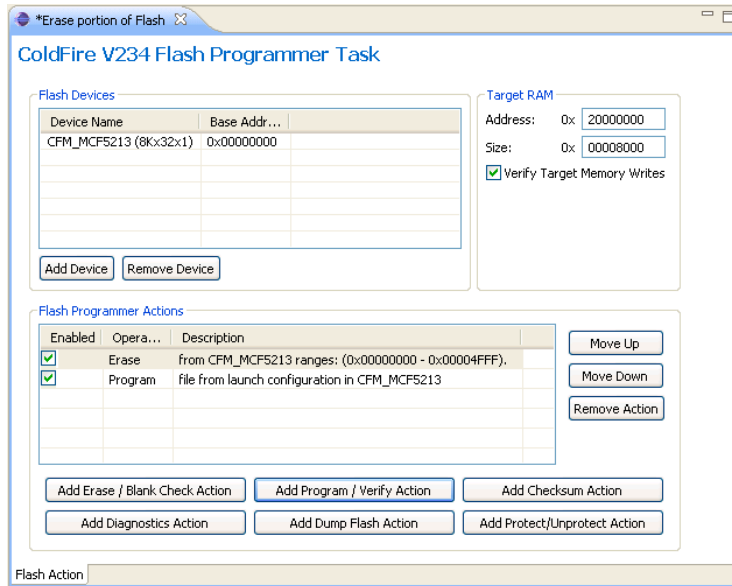 *Erase portion of Flash
ColdFire V234 Flash Programmer Task
Flash Devices
Device Name Base Addr...
CFM_MCF5213 (8Kx32x1) 0x00000000
Add Device Remove Device
Target RAM
Address: 0x 20000000
Size: 0x 00008000
Verify Target Memory Writes
Flash Programmer Actions
Enabled Opera... Description
Erase from CFM_MCF5213 ranges: (0x00000000 - 0x00004FFF).
Program file from launch configuration in CFM_MCF5213
Move Up
Move Down
Remove Action
Add Erase / Blank Check Action Add Program / Verify Action Add Checksum Action
Add Diagnostics Action Add Dump Flash Action Add Protect/Unprotect Action
Flash Action